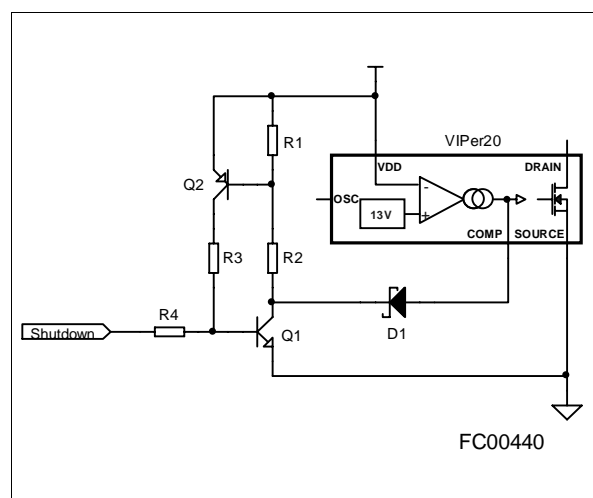 R1
VIPer20
VDD
DRAIN
Q2
-
OSC
13V
+
COMP
SOURCE
R3
R2
R4
Shutdown
Q1
D1
FC00440